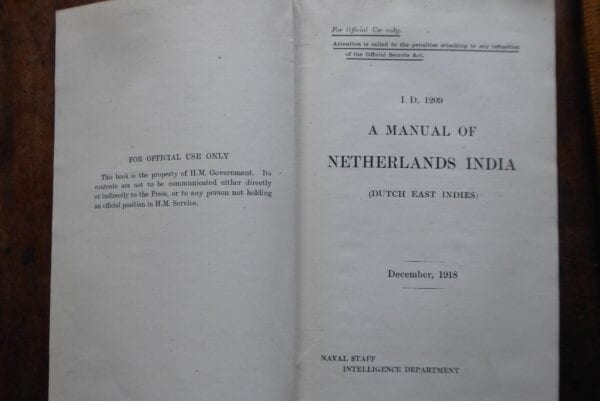 FOR OFFICIAL USE ONLY
This book is the property of H.M. Government. Its
contents are not to be communicated either directly
or indirectly to the Press, or to any person not holding
an official position in H.M. Service.
For Official Use only.
Attention is called to the penalties attaching to any infraction
of the Official Secrets Act.
I. D. 1209
A MANUAL OF
NETHERLANDS INDIA
(DUTCH EAST INDIES)
December, 1918
NAVAL STAFF
INTELLIGENCE DEPARTMENT